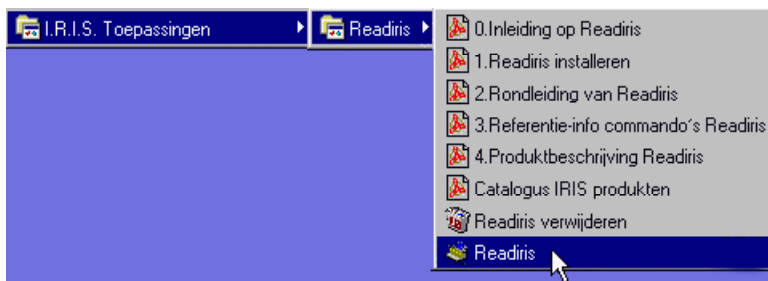 I.R.I.S. Toepassingen
Readiris
0.Inleiding op Readiris
1.Readiris installeren
2.Rondleiding van Readiris
3.Referentie-info commando´s Readiris
4.Produktbeschrijving Readiris
Catalogus IRIS produkten
Readiris verwijderen
Readiris